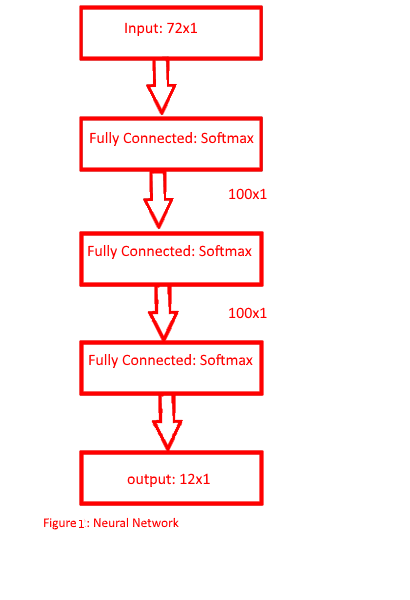 Input: 72x1
Fully Connected: Softmax
100x1
Fully Connected: Softmax
100x1
Fully Connected: Softmax
output: 12x1
Figure1: Neural Network